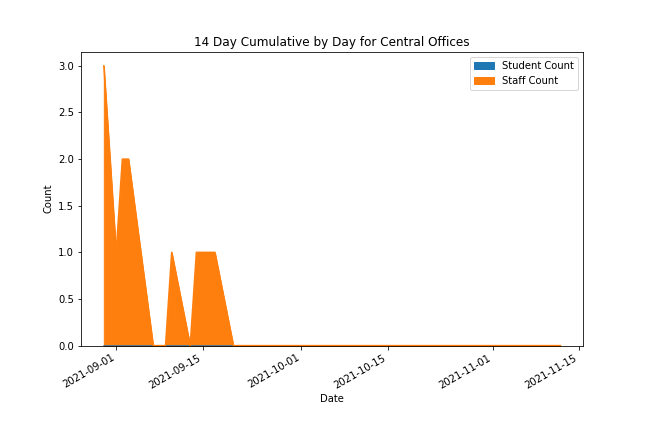 14 Day Cumulative by Day for Central Offices
Student Count
Staff Count
3.0
2.5
2.0
1.5
1.0
0.5
0.0
Count
2021-09-01
2021-09-15
2021-10-01
2021-10-15
2021-11-01
2021-11-15
Date